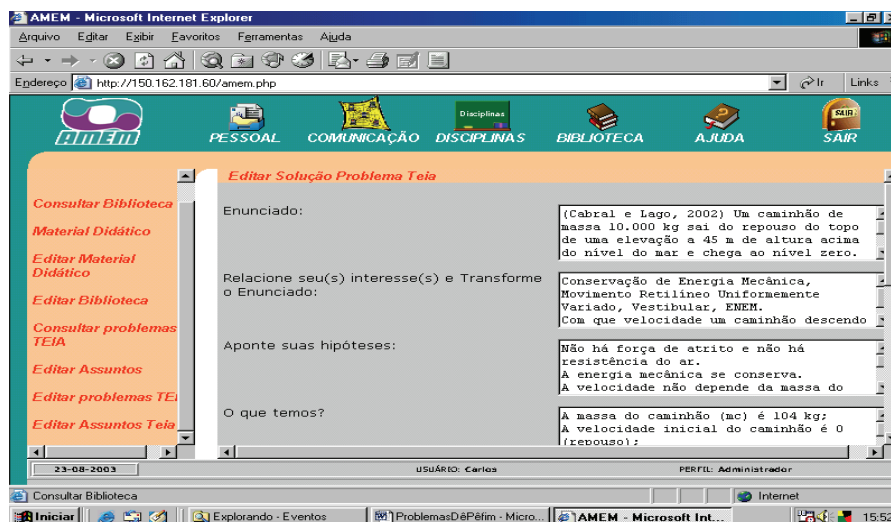 AMEM - Microsoft Internet Explorer
Arquivo Editar Exibir Favoritos Ferramentas Ajuda
Endereço http://150.162.181.60/amem.php Ir Links
AMEM
Disciplinas
SAIR
PESSOAL COMUNICAÇÃO DISCIPLINAS BIBLIOTECA AJUDA SAIR
Consultar Biblioteca
Material Didático
Editar Material
Didático
Editar Biblioteca
Consultar problemas
TEIA
Editar Assuntos
Editar problemas TEI
Editar Assuntos Teia
Editar Solução Problema Teia
Enunciado:
(Cabral e Lago, 2002) Um caminhão de
massa 10.000 kg sai do repouso do topo
de uma elevação a 45 m de altura acima
do nível do mar e chega ao nível zero.
Relacione seu(s) interesse(s) e Transforme
o Enunciado:
Conservação de Energia Mecânica,
Movimento Retilíneo Uniformemente
Variado, Vestibular, ENEM.
Com que velocidade um caminhão descendo
Aponte suas hipóteses:
Não há força de atrito e não há
resistência do ar.
A energia mecânica se conserva.
A velocidade não depende da massa do
O que temos?
A massa do caminhão (mc) é 104 kg;
A velocidade inicial do caminhão é 0
(repouso);
23-08-2003 USUÁRIO: Carlos PERFIL: Administrador
Consultar Biblioteca Internet
Iniciar Explorando - Eventos ProblemasDêPêfim - Micro... AMEM - Microsoft Int... 15:5